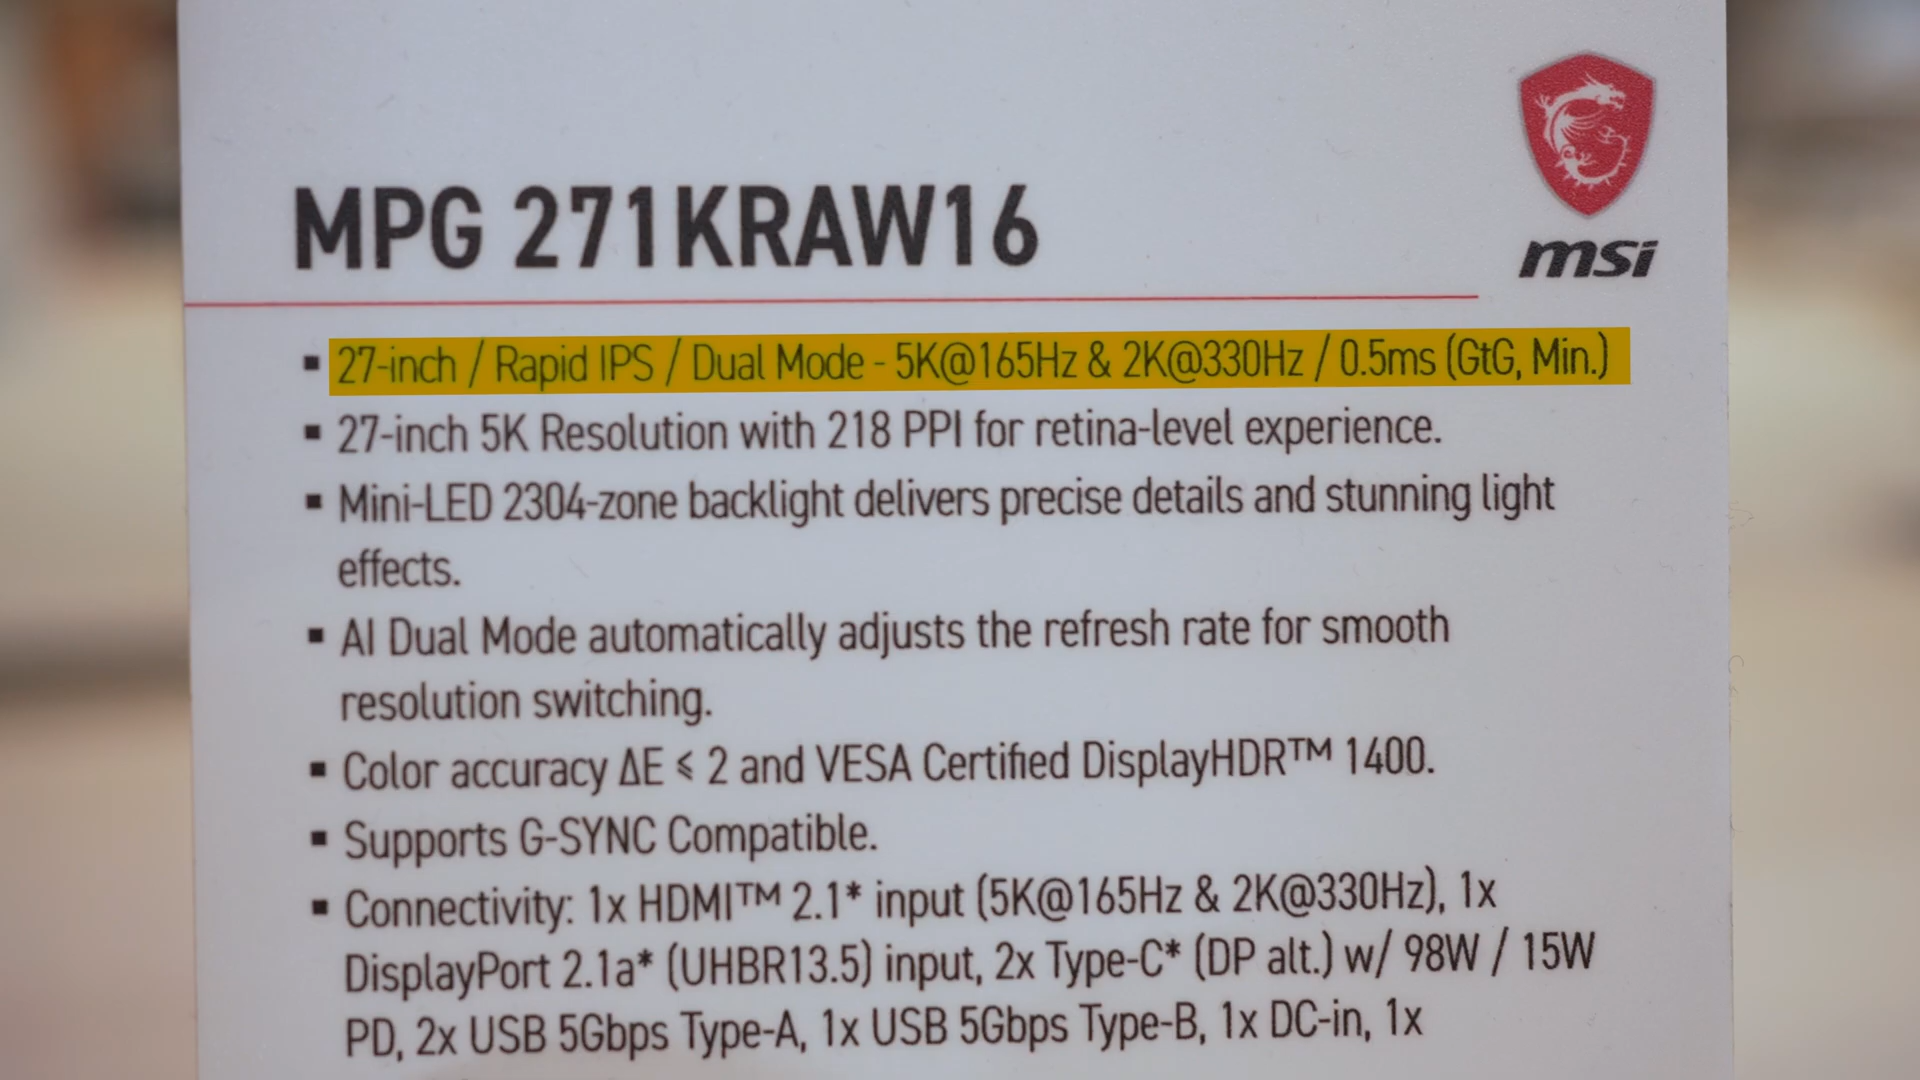 msi
MPG 271KRAW16
▪ 27-inch / Rapid IPS / Dual Mode - 5K@165Hz & 2K@330Hz / 0.5ms (GtG, Min.)
▪ 27-inch 5K Resolution with 218 PPI for retina-level experience.
▪ Mini-LED 2304-zone backlight delivers precise details and stunning light
effects.
▪ AI Dual Mode automatically adjusts the refresh rate for smooth
resolution switching.
▪ Color accuracy ΔE ≤ 2 and VESA Certified DisplayHDR™ 1400.
▪ Supports G-SYNC Compatible.
▪ Connectivity: 1x HDMI™ 2.1* input (5K@165Hz & 2K@330Hz), 1x
DisplayPort 2.1a* (UHBR13.5) input, 2x Type-C* (DP alt.) w/ 98W / 15W
PD, 2x USB 5Gbps Type-A, 1x USB 5Gbps Type-B, 1x DC-in, 1x